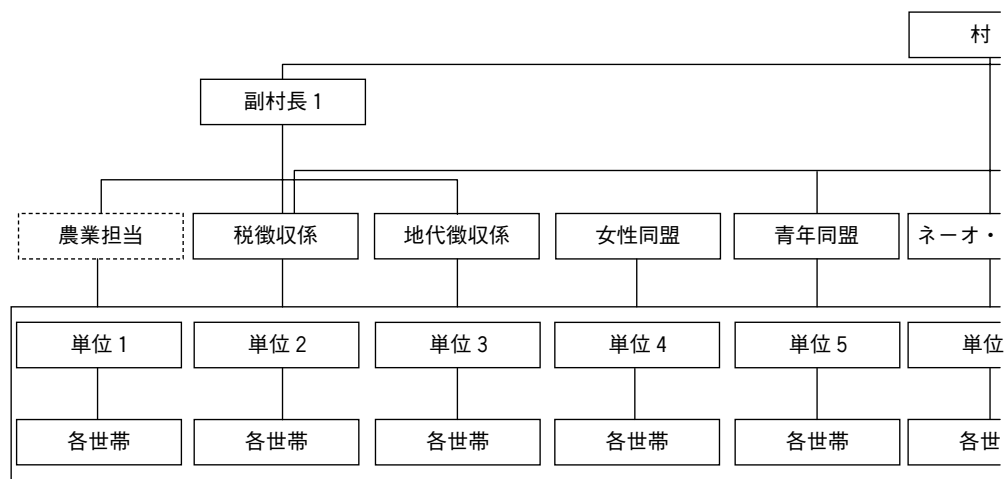 村
副村長1
農業担当
税徴収係
地代徴収係
女性同盟
青年同盟
ネーオ・
単位1
単位2
単位3
単位4
単位5
単位
各世帯
各世帯
各世帯
各世帯
各世帯
各世